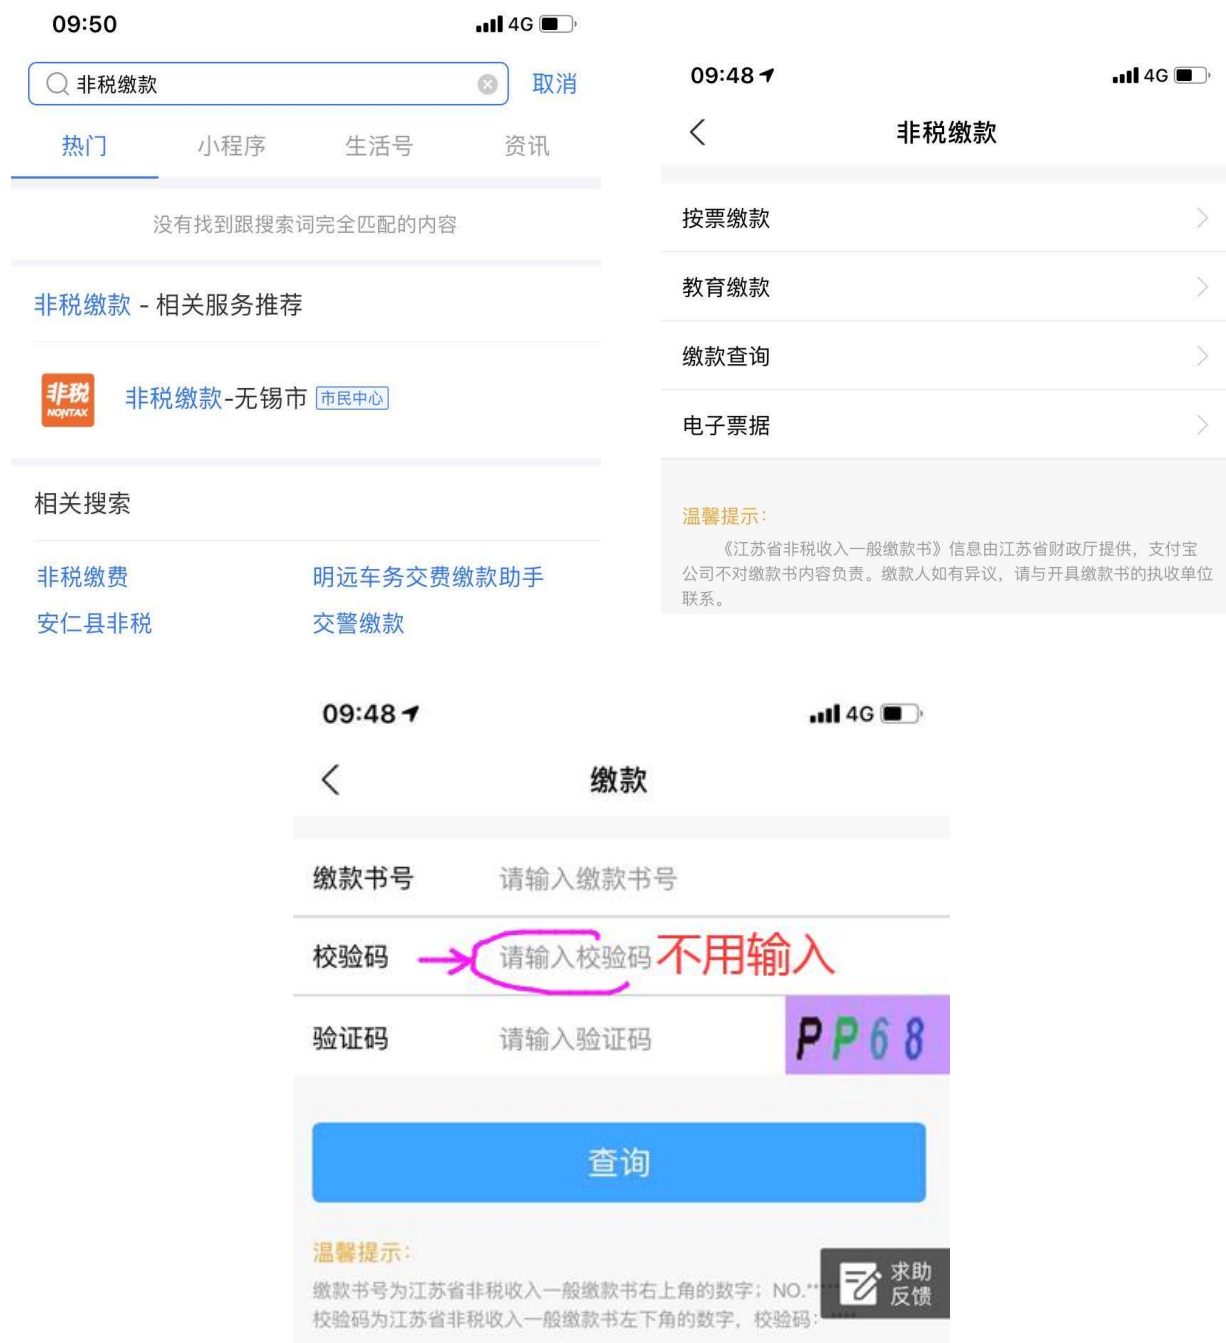 09:50
4G
非税缴款
取消
热门
小程序
生活号
资讯
没有找到跟搜索词完全匹配的内容
非税缴款 - 相关服务推荐
非税
NONTAX
非税缴款-无锡市 市民中心
相关搜索
非税缴费
明远车务交费缴款助手
安仁县非税
交警缴款
09:48
4G
非税缴款
按票缴款
教育缴款
缴款查询
电子票据
温馨提示:
《江苏省非税收入一般缴款书》信息由江苏省财政厅提供，支付宝
公司不对缴款书内容负责。缴款人如有异议，请与开具缴款书的执收单位
联系。
09:48
4G
缴款
缴款书号 请输入缴款书号
校验码 请输入校验码 不用输入
验证码 请输入验证码 PP68
查询
温馨提示:
缴款书号为江苏省非税收入一般缴款书右上角的数字；NO.****
校验码为江苏省非税收入一般缴款书左下角的数字，校验码：****
求助
反馈